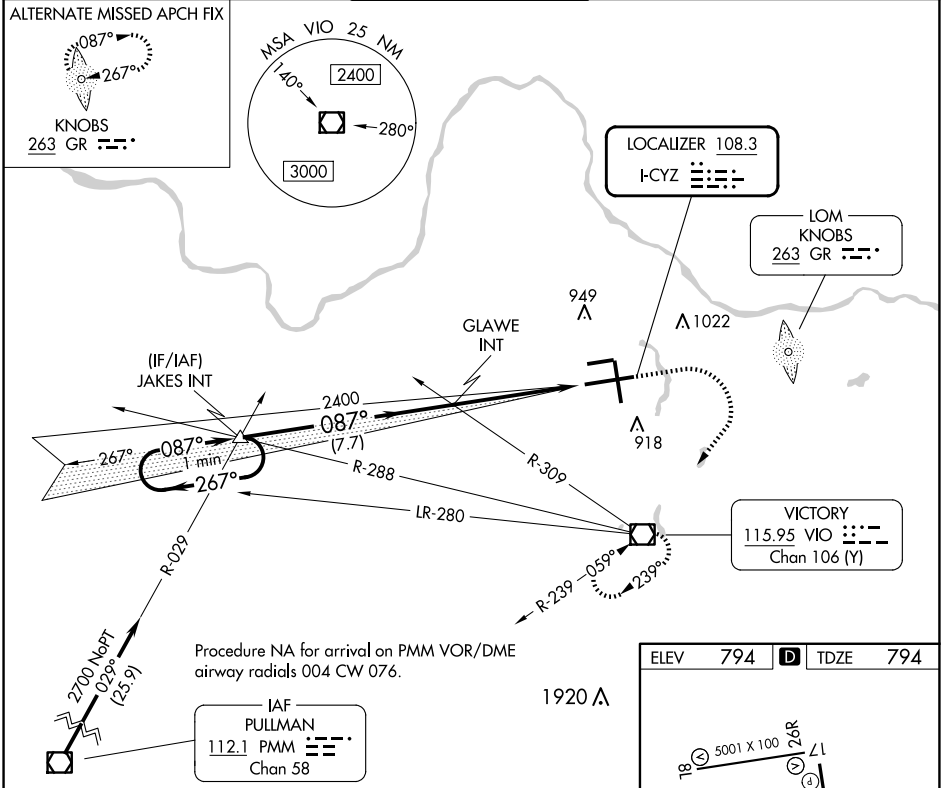 ALTERNATE MISSED APCH FIX
087°
267°
KNOBS
263 GR
MSA VIO 25 NM
140°
2400
280°
3000
LOCALIZER 108.3
I-CYZ
LOM
KNOBS
263 GR
949
1022
918
GLAWE
INT
(IF/IAF)
JAKES INT
2400
087°
(7.7)
267°
087°
1 min
267°
R-288
R-309
LR-280
VICTORY
115.95 VIO
Chan 106 (Y)
R-239
059°
239°
R-029
2700 NoPT
029°
(25.9)
Procedure NA for arrival on PMM VOR/DME
airway radials 004 CW 076.
IAF
PULLMAN
112.1 PMM
Chan 58
1920
ELEV 794 D TDZE 794
8L V 5001 X 100 26R
V
17
P